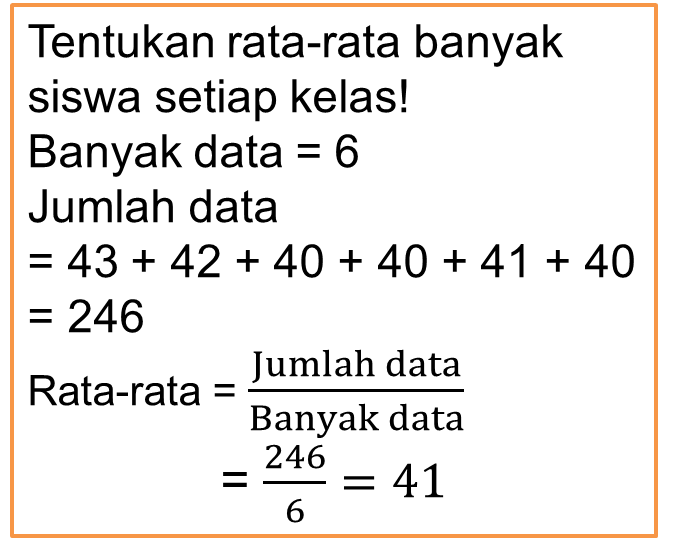 Tentukan rata-rata banyak
siswa setiap kelas!
Banyak data = 6
Jumlah data
= 43 + 42 + 40 + 40 + 41 + 40
= 246
Rata-rata = Jumlah data / Banyak data
= 246 / 6 = 41